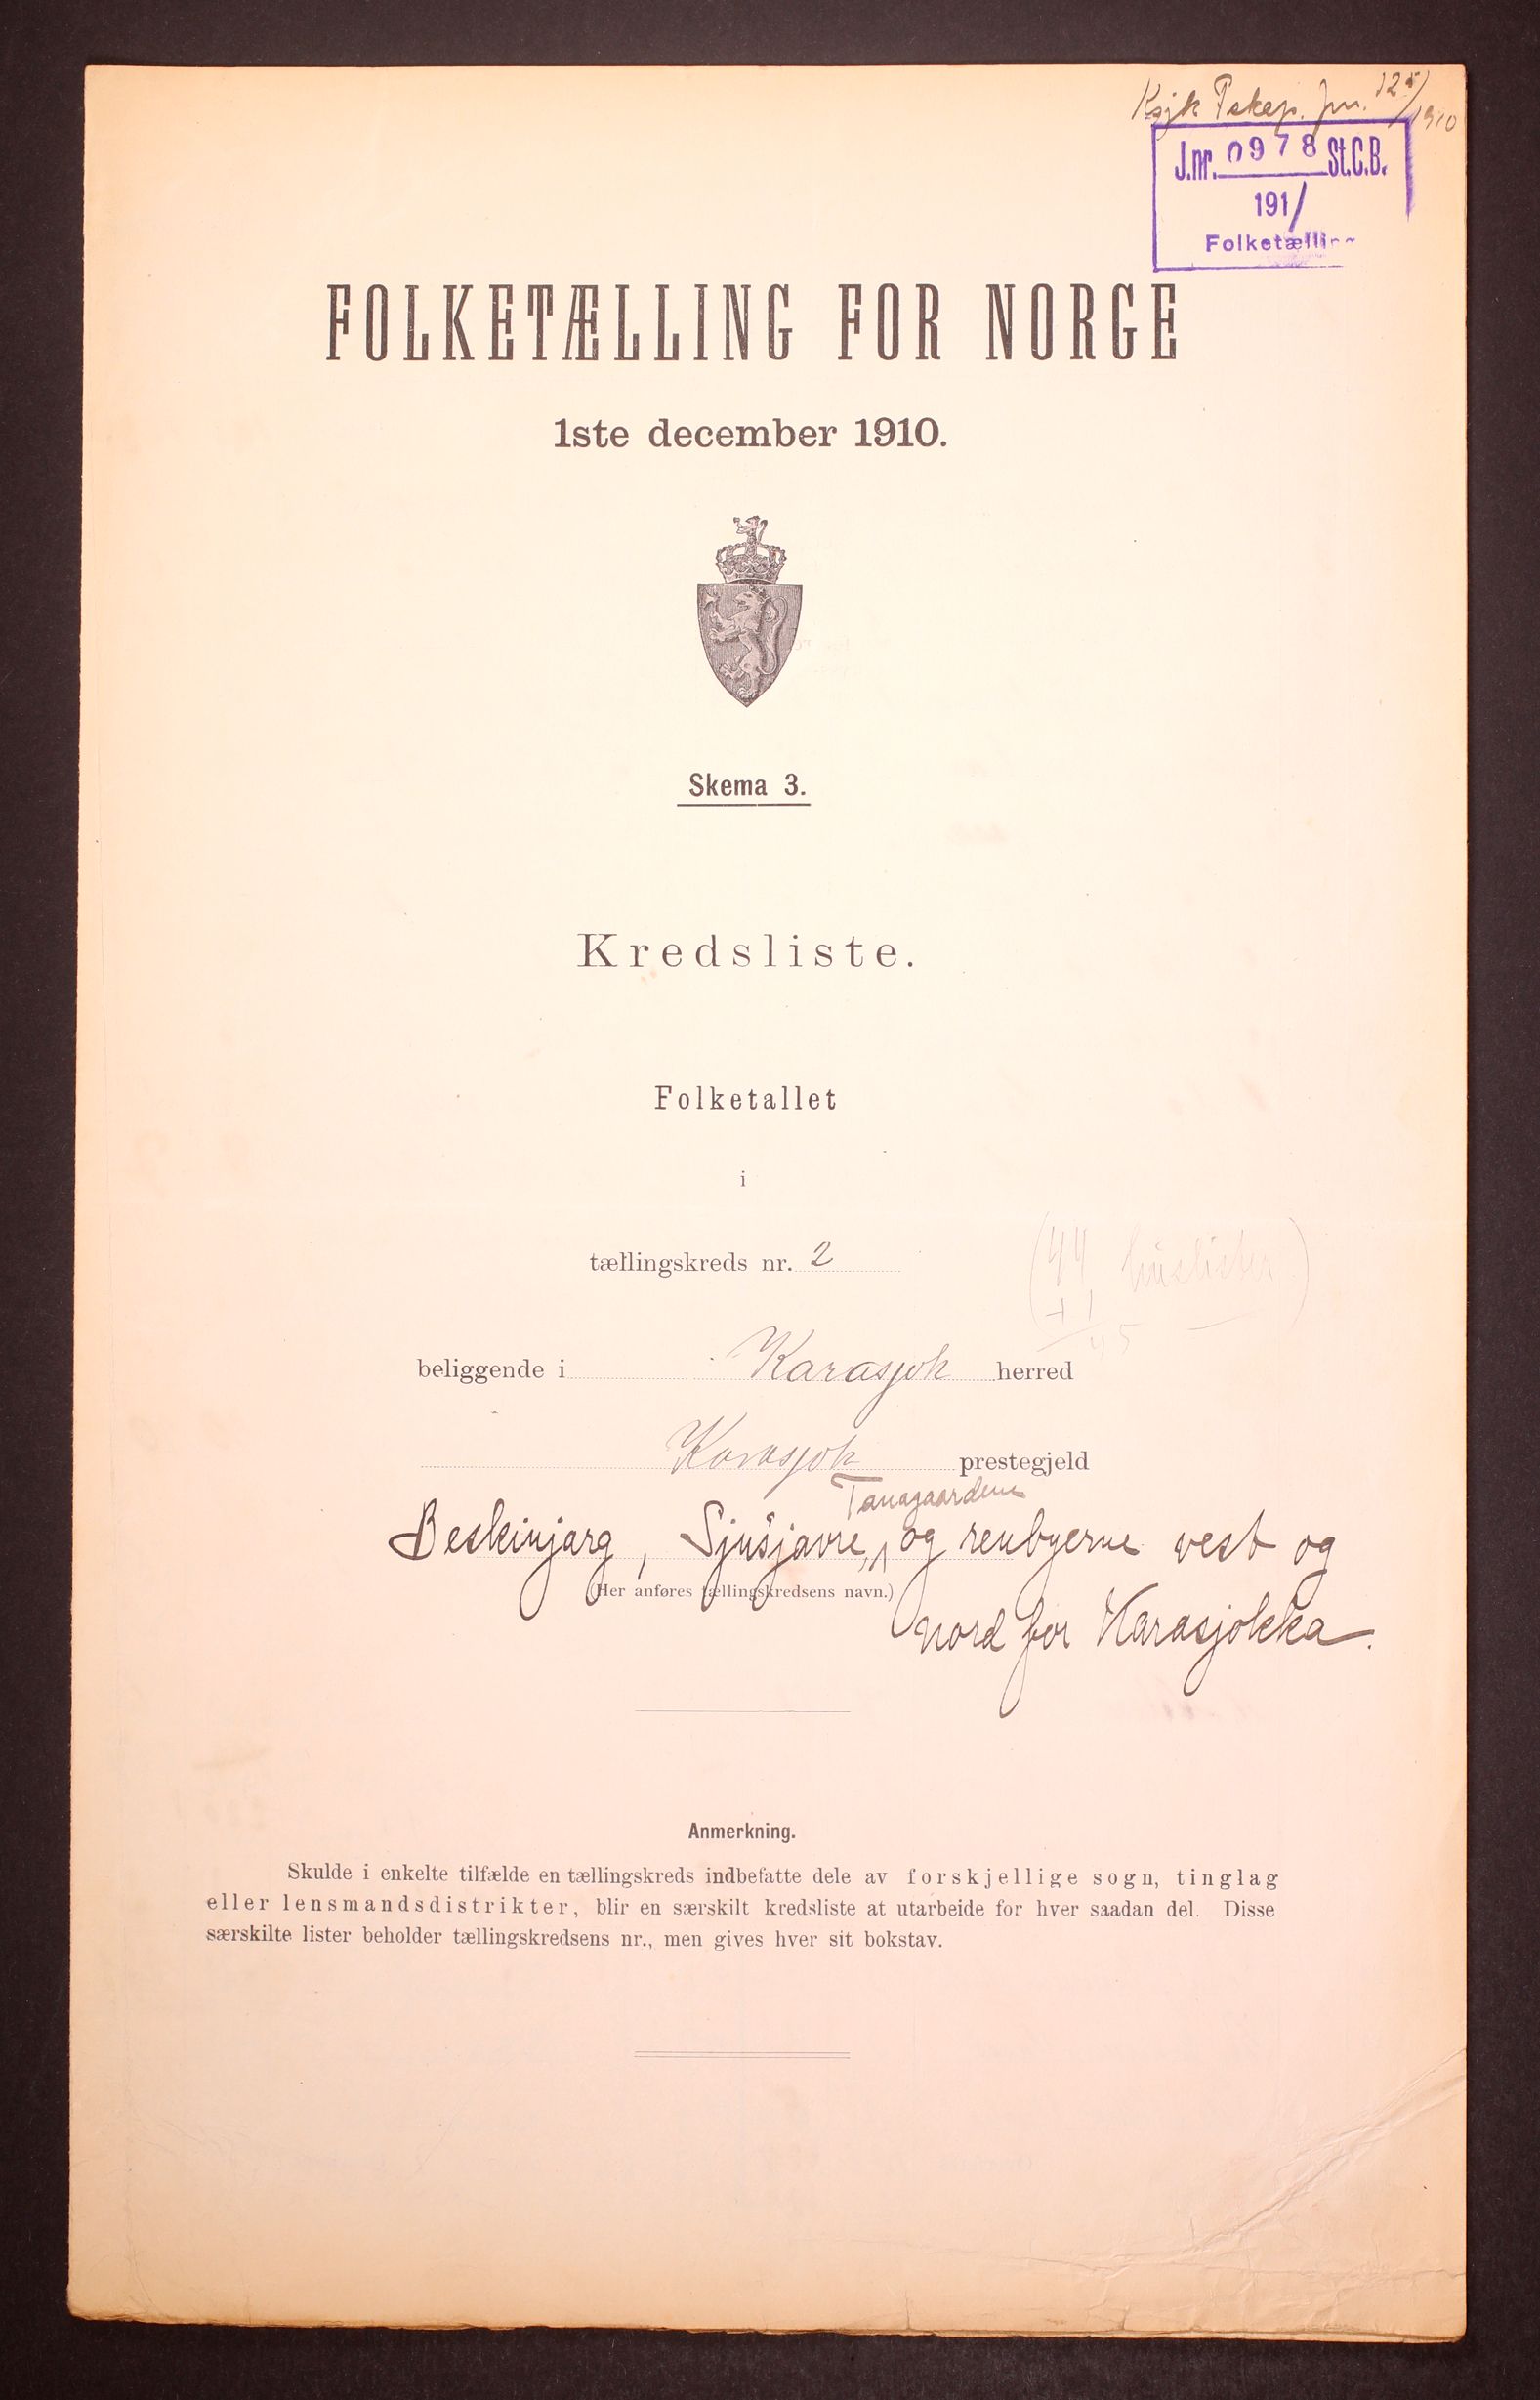 Ksjk Pskep. jnr. 125/1910
J.nr. 0978 St.C.B.
191/
Folketælling
FOLKETÆLLING FOR NORGE
1ste december 1910.
Skema 3.
Kredsliste.
Folketallet
i
tællingskreds nr. 2
(44 huslister)
+1
45
beliggende i Karasjok herred
Karasjok prestegjeld
Tanagaardene
Beskinjarg, Sjusjavre, og renbyerne vest og
(Her anføres tællingskredsens navn.)
nord for Karasjokka.
Anmerkning.
Skulde i enkelte tilfælde en tællingskreds indbefatte dele av forskjellige sogn, tinglag
eller lensmandsdistrikter, blir en særskilt kredsliste at utarbeide for hver saadan del. Disse
særskilte lister beholder tællingskredsens nr., men gives hver sit bokstav.